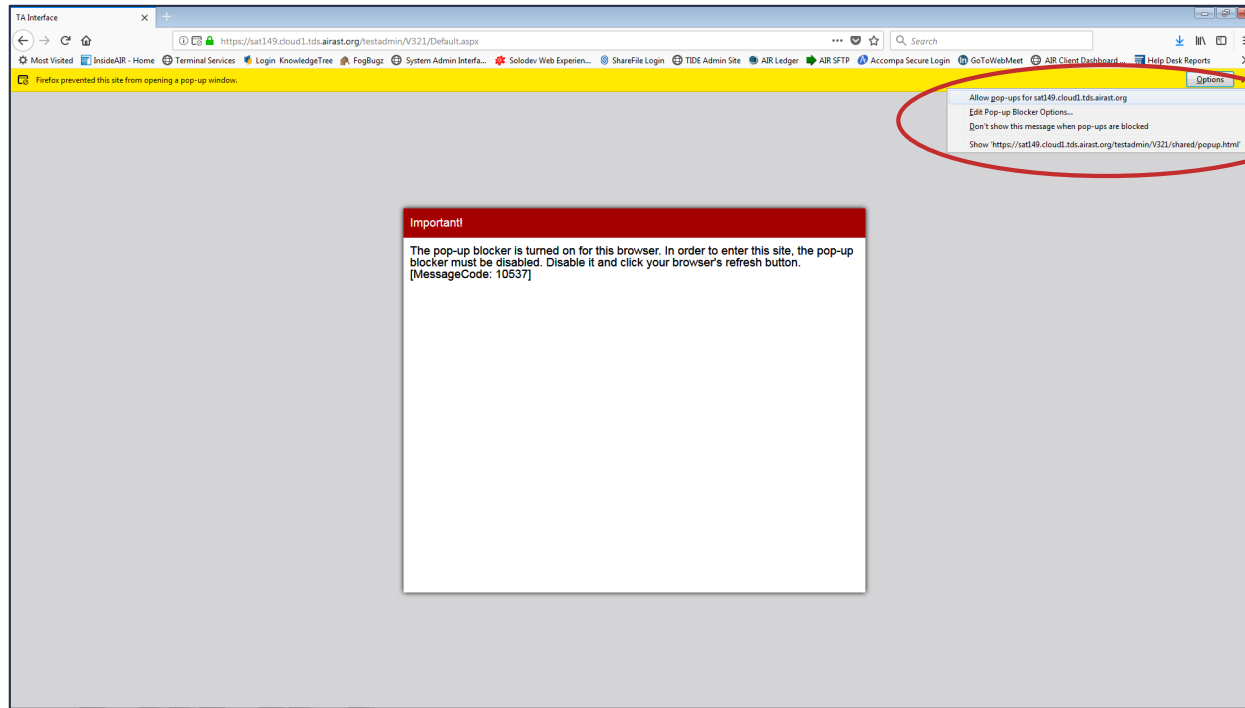 TA Interface
https://sat149.cloud1.tds.airast.org/testadmin/V321/Default.aspx
Search
Most Visited InsideAIR - Home Terminal Services Login KnowledgeTree FogBugz System Admin Interfa... Solodev Web Experien... ShareFile Login TIDE Admin Site AIR Ledger AIR SFTP Accompa Secure Login GoToWebMeet AIR Client Dashboard ... Help Desk Reports
Firefox prevented this site from opening a pop-up window.
Options
Allow pop-ups for sat149.cloud1.tds.airast.org
Edit Pop-up Blocker Options...
Don't show this message when pop-ups are blocked
Show 'https://sat149.cloud1.tds.airast.org/testadmin/V321/shared/popup.html'
Important!
The pop-up blocker is turned on for this browser. In order to enter this site, the pop-up
blocker must be disabled. Disable it and click your browser's refresh button.
[MessageCode: 10537]